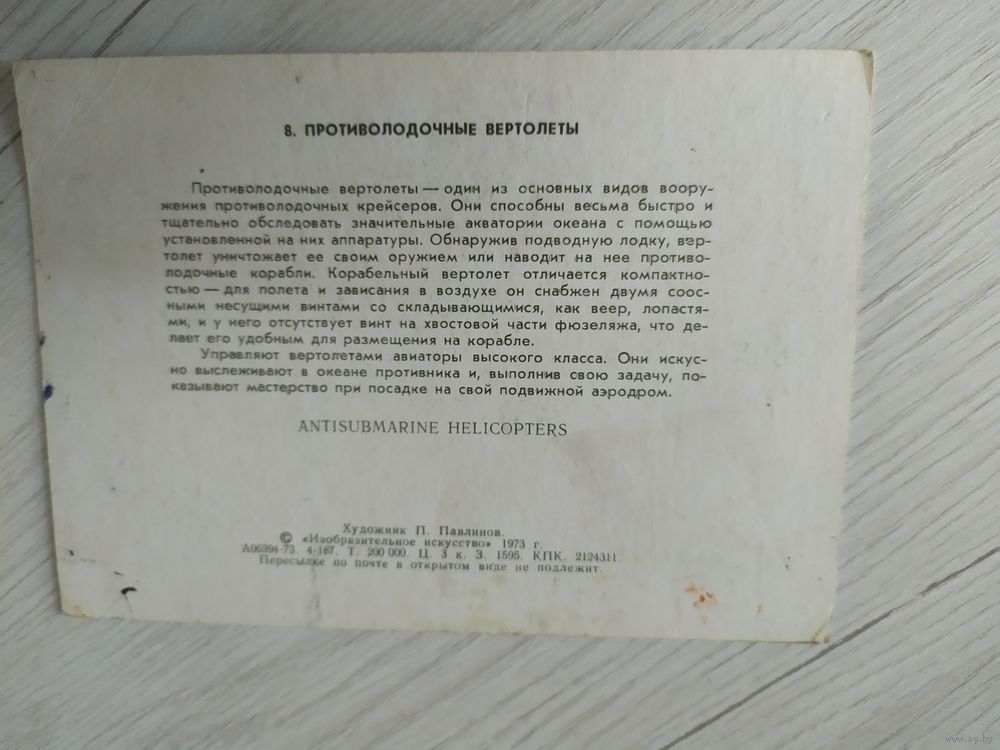 8. ПРОТИВОЛОДОЧНЫЕ ВЕРТОЛЕТЫ
Противолодочные вертолеты — один из основных видов воору-
жения противолодочных крейсеров. Они способны весьма быстро и
тщательно обследовать значительные акватории океана с помощью
установленной на них аппаратуры. Обнаружив подводную лодку, вер-
толет уничтожает ее своим оружием или наводит на нее противо-
лодочные корабли. Корабельный вертолет отличается компактно-
стью — для полета и зависания в воздухе он снабжен двумя соос-
ными несущими винтами со складывающимися, как веер, лопастя-
ми, и у него отсутствует винт на хвостовой части фюзеляжа, что де-
лает его удобным для размещения на корабле.
Управляют вертолетами авиаторы высокого класса. Они искус-
но выслеживают в океане противника и, выполнив свою задачу, по-
казывают мастерство при посадке на свой подвижной аэродром.
ANTISUBMARINE HELICOPTERS
Художник П. Павлинов.
© «Изобразительное искусство» 1973 г.
А06394-73. 4-187. Т. 200 000. Ц. 3 к. З. 1595. КПК. 2124311.
Пересылке по почте в открытом виде не подлежит.
www.ay.by